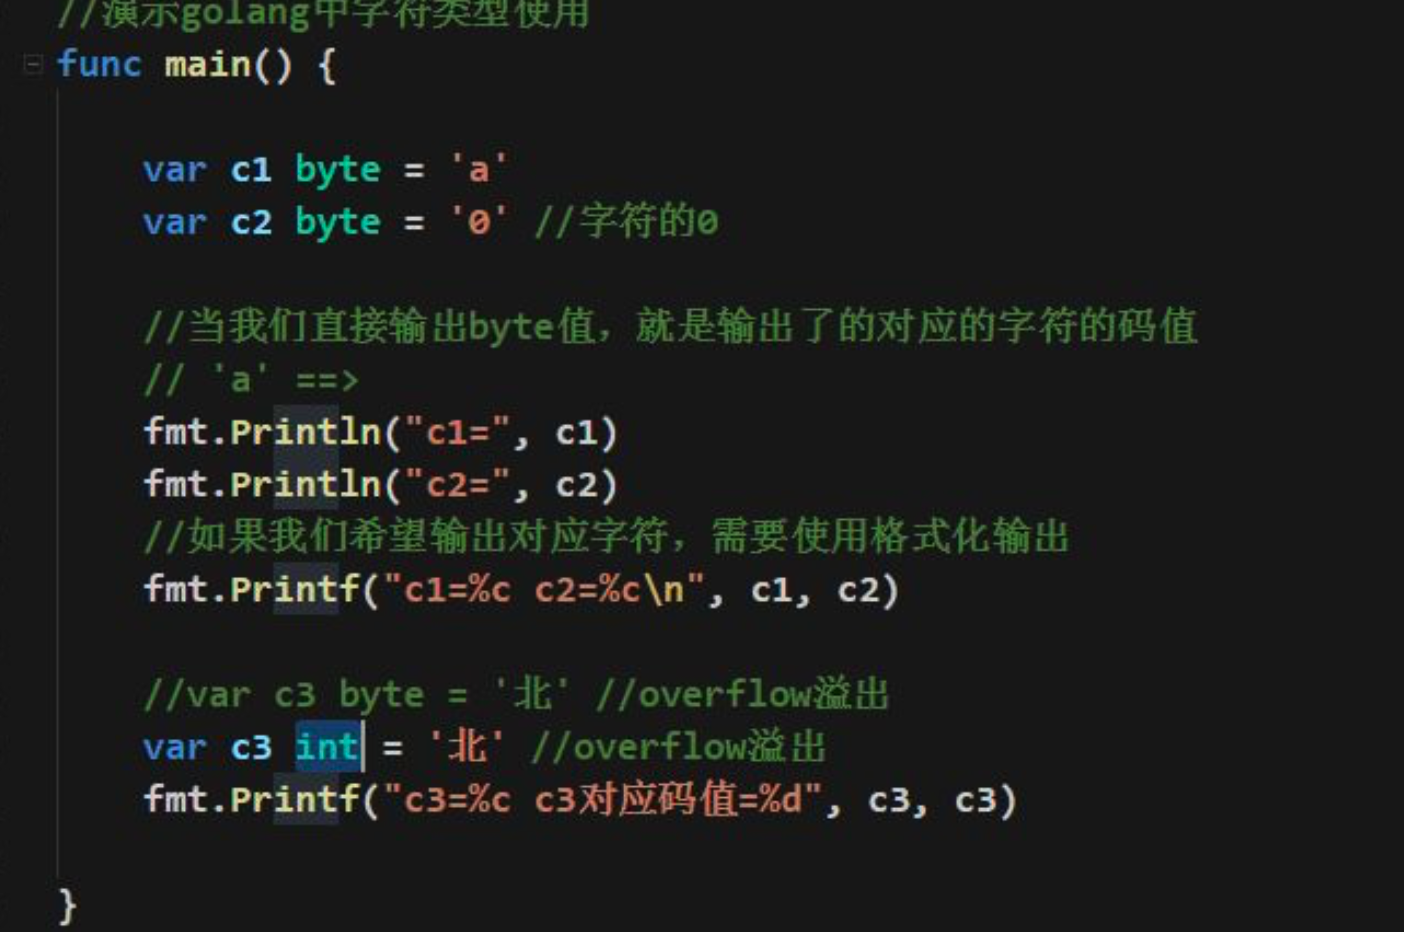 //演示golang中字符类型使用
func main() {
var c1 byte = 'a'
var c2 byte = '0' //字符的0
//当我们直接输出byte值，就是输出了的对应的字符的码值
// 'a' ==>
fmt.Println("c1=", c1)
fmt.Println("c2=", c2)
//如果我们希望输出对应字符，需要使用格式化输出
fmt.Printf("c1=%c c2=%c\n", c1, c2)
//var c3 byte = '北' //overflow溢出
var c3 int = '北' //overflow溢出
fmt.Printf("c3=%c c3对应码值=%d", c3, c3)
}